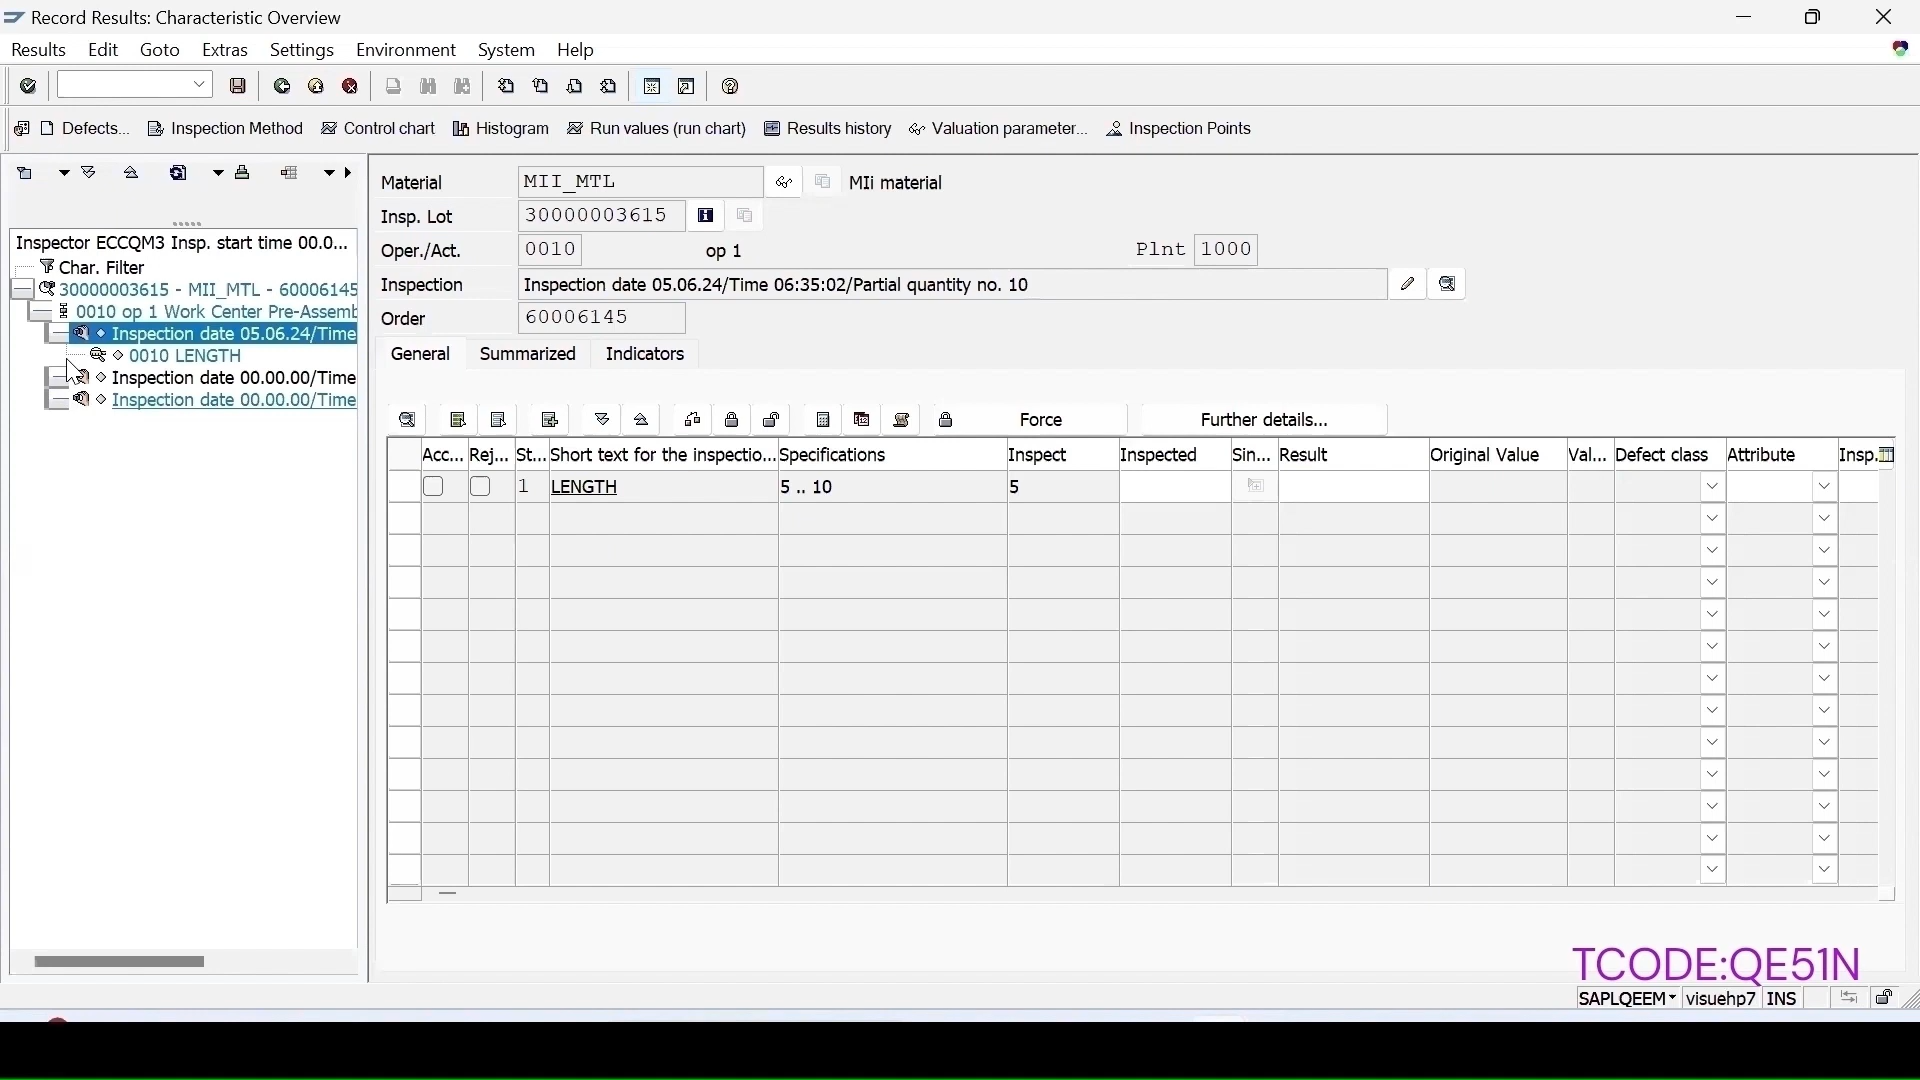 Record Results: Characteristic Overview
Results Edit Goto Extras Settings Environment System Help
Defects... Inspection Method Control chart Histogram Run values (run chart) Results history Valuation parameter... Inspection Points
Inspector ECCQM3 Insp. start time 00.0...
Char. Filter
30000003615 - MII_MTL - 60006145
0010 op 1 Work Center Pre-Assemb
Inspection date 05.06.24/Time
0010 LENGTH
Inspection date 00.00.00/Time
Inspection date 00.00.00/Time
Material MII_MTL MIi material
Insp. Lot 30000003615
Oper./Act. 0010 op 1 Plnt 1000
Inspection Inspection date 05.06.24/Time 06:35:02/Partial quantity no. 10
Order 60006145
General Summarized Indicators
Force Further details...
Acc... Rej... St... Short text for the inspectio... Specifications Inspect Inspected Sin... Result Original Value Val... Defect class Attribute Insp.
1 LENGTH 5 .. 10 5
TCODE:QE51N
SAPLQEEM visuehp7 INS